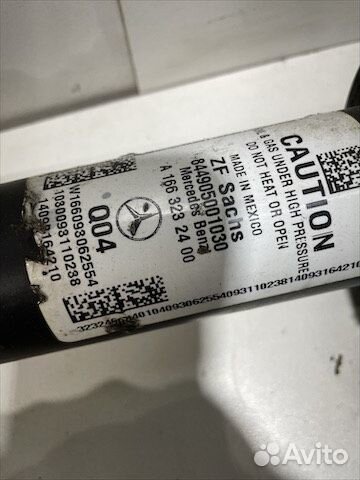 CAUTION
& GAS UNDER HIGH PRESSURE
DO NOT HEAT OR OPEN
MADE IN MEXICO
ZF Sachs
844905001030
Mercedes Benz
A 166 323 24 00
Q04
W166093062554
1030093110238
14093164210
Avito